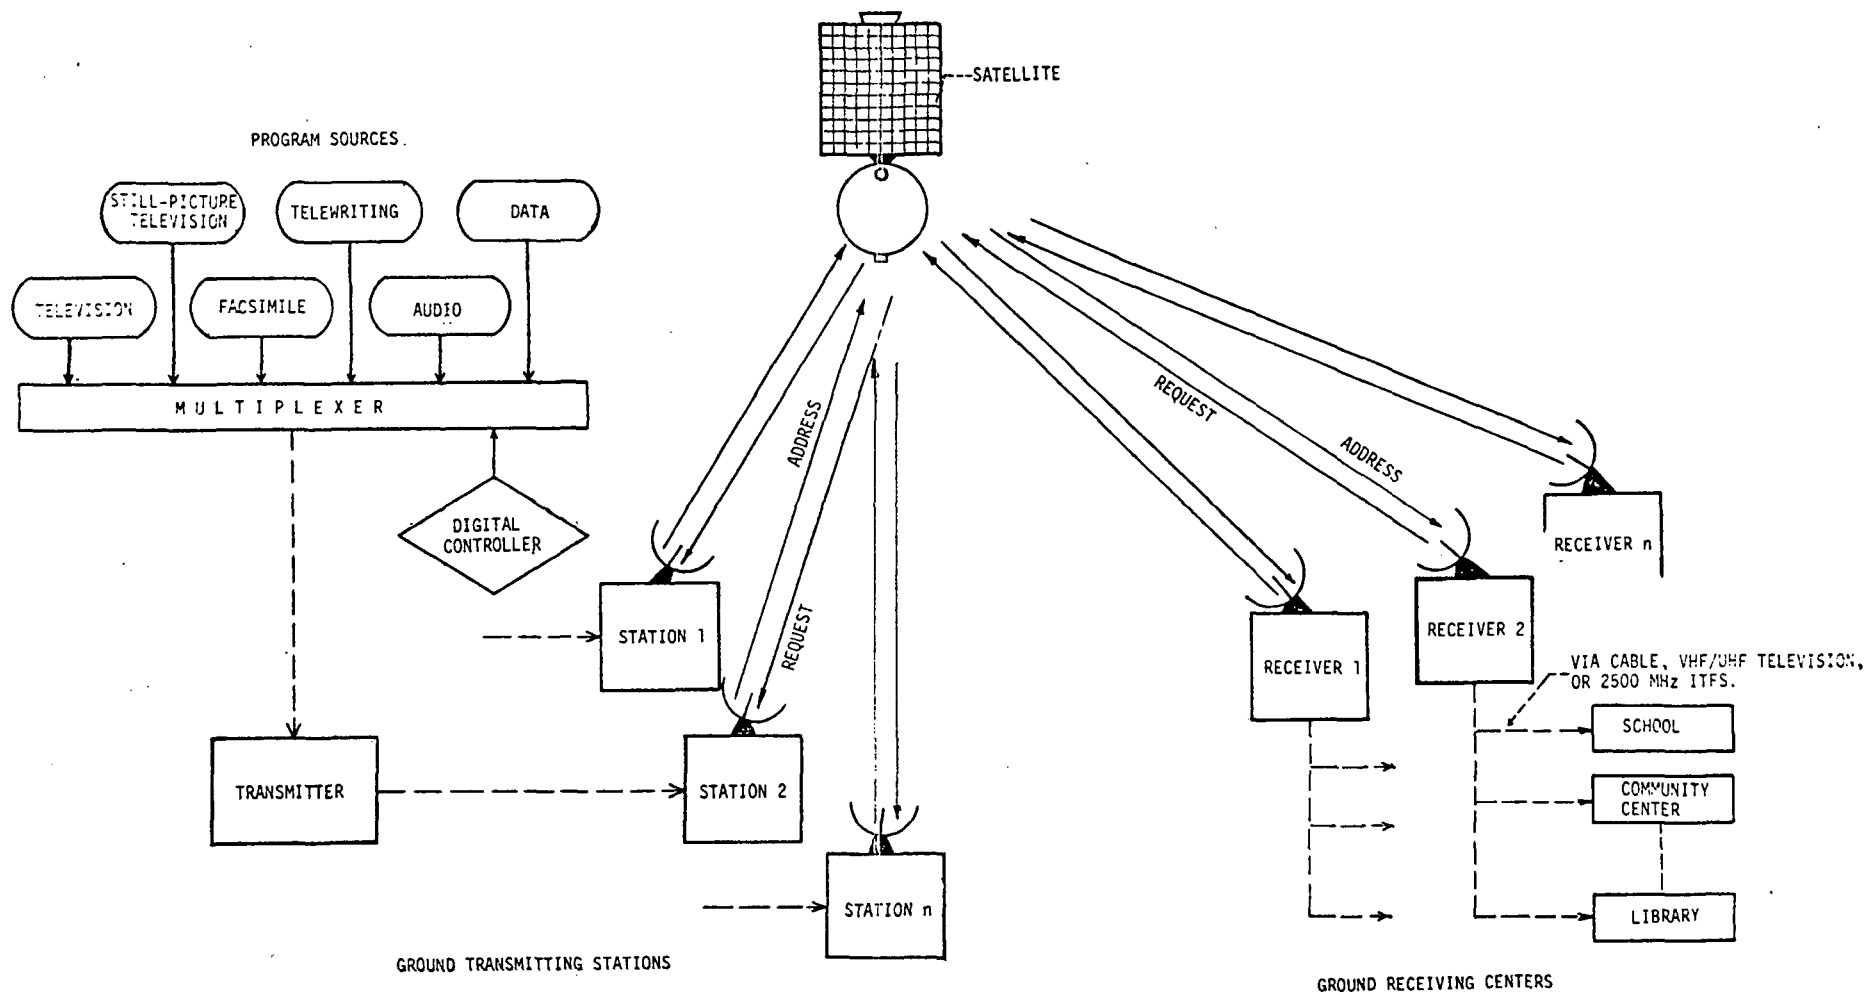 SATELLITE
PROGRAM SOURCES
STILL-PICTURE
TELEVISION
TELEWRITING
DATA
TELEVISION
FACSIMILE
AUDIO
MULTIPLEXER
DIGITAL
CONTROLLER
ADDRESS
REQUEST
REQUEST
ADDRESS
STATION 1
TRANSMITTER
STATION 2
STATION n
GROUND TRANSMITTING STATIONS
RECEIVER n
RECEIVER 2
RECEIVER 1
VIA CABLE, VHF/UHF TELEVISION,
OR 2500 MHz ITFS.
SCHOOL
COMMUNITY
CENTER
LIBRARY
GROUND RECEIVING CENTERS